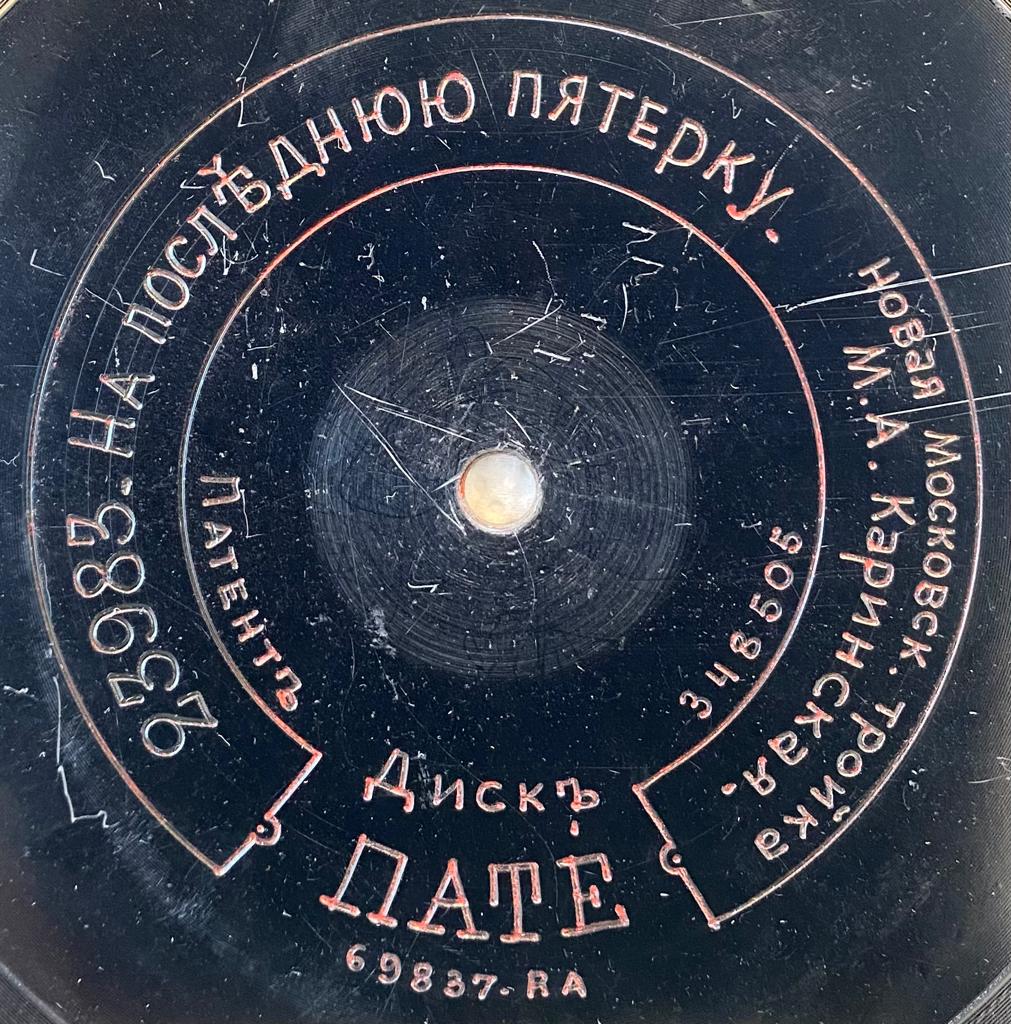 23983. НА ПОСЛѢДНЮЮ ПЯТЕРКУ.
Новая Московск. тройка
М. А. Каринская.
ПАТЕНТЪ
348505
Дискъ
ПАТЕ
69837-RA